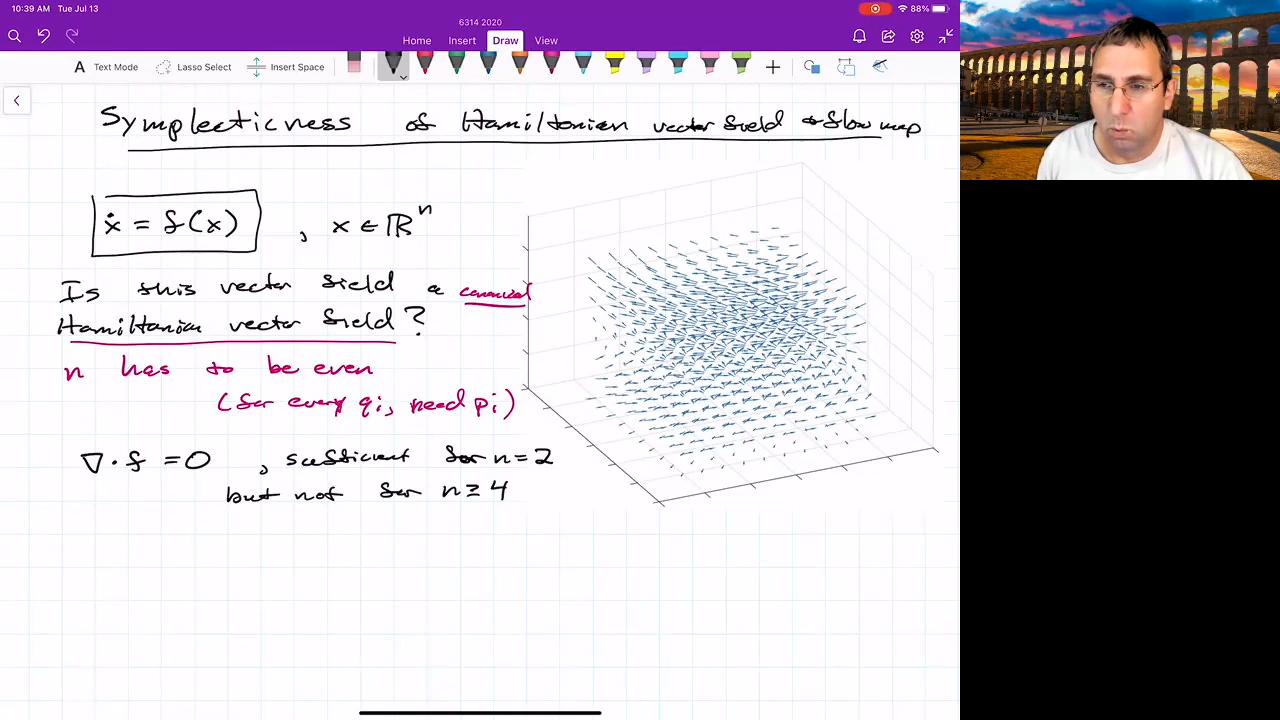 10:39 AM Tue Jul 13
88%
6314 2020
Home Insert Draw View
Text Mode Lasso Select Insert Space
Symplecticness of Hamiltonian vector field & flow map
ẋ = f(x) , x ∈ ℝⁿ
Is this vector field a canonical
Hamiltonian vector field?
n has to be even
(for every qi, need pi)
∇ · f = 0 , sufficient for n = 2
but not for n ≥ 4